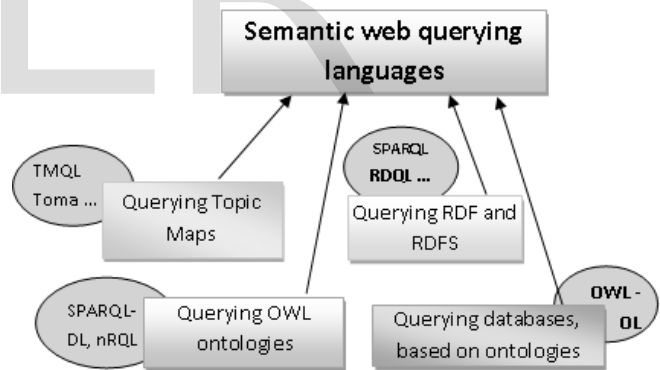 Semantic web querying
languages
TMQL
Toma ...
Querying Topic
Maps
SPARQL
RDQL ...
Querying RDF and
RDFS
SPARQL-
DL, nRQL
Querying OWL
ontologies
OWL -
OL
Querying databases,
based on ontologies